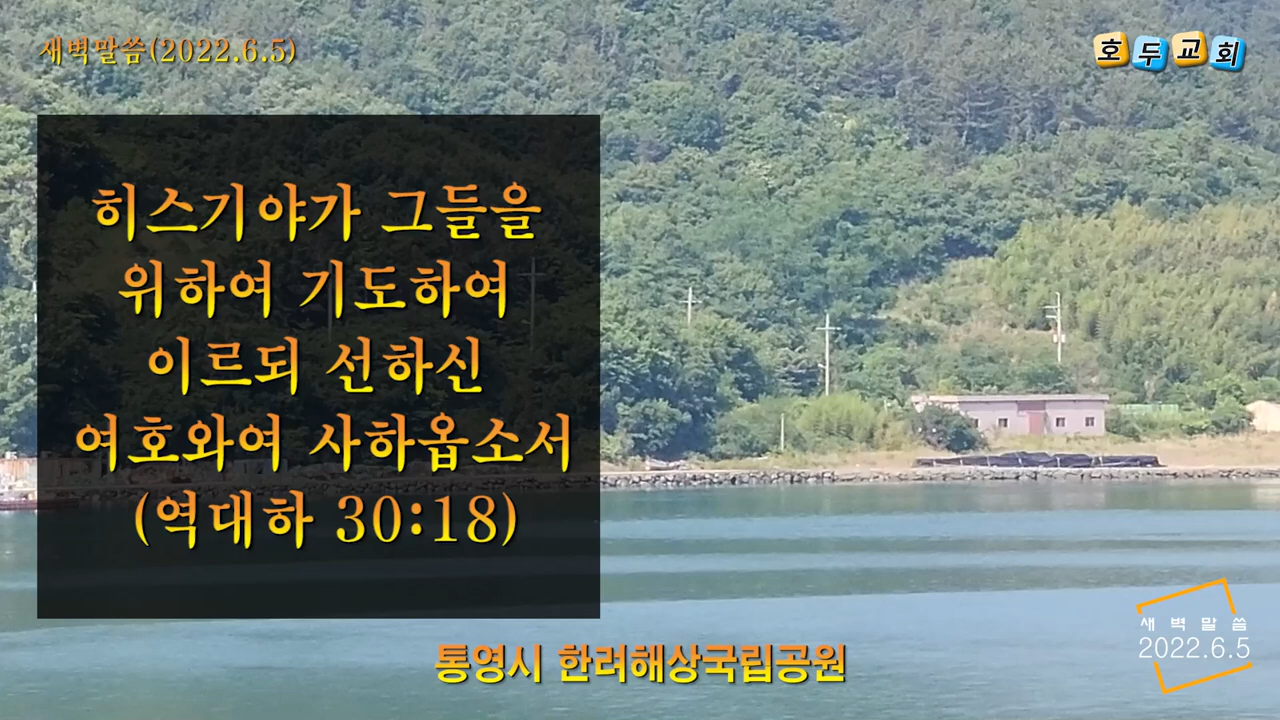 새벽말씀(2022.6.5)
호두교회
히스기야가 그들을
위하여 기도하여
이르되 선하신
여호와여 사하옵소서
(역대하 30:18)
새벽말씀
2022.6.5
통영시 한려해상국립공원